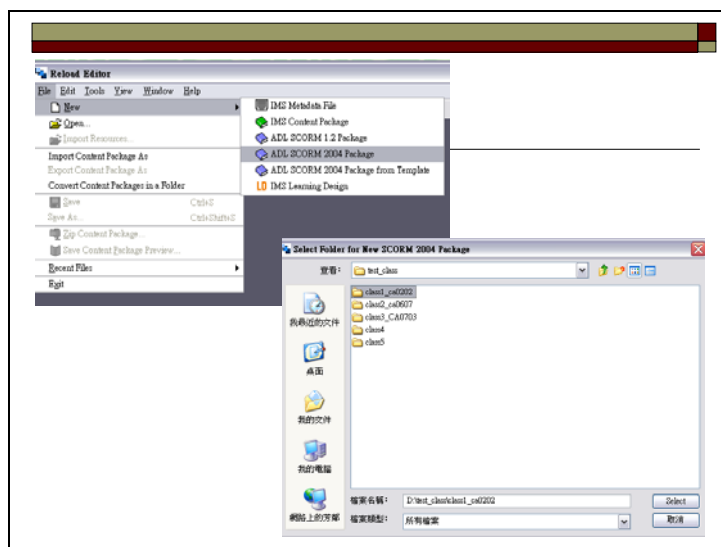 Reload Editor
File Edit Tools View Window Help
New
Open...
Import Resources...
Import Content Package As
Export Content Package As
Convert Content Packages in a Folder
Save Ctrl+S
Save As... Ctrl+Shift+S
Zip Content Package...
Save Content Package Preview...
Recent Files
Exit
IMS Metadata File
IMS Content Package
ADL SCORM 1.2 Package
ADL SCORM 2004 Package
ADL SCORM 2004 Package from Template
LD IMS Learning Design
Select Folder for New SCORM 2004 Package
查看: test_class
class1_ca0202
class2_ca0607
class3_CA0703
class4
class5
我最近的文件
桌面
我的文件
我的電腦
網路上的芳鄰
檔案名稱: D:\test_class\class1_ca0202 Select
檔案類型: 所有檔案 取消